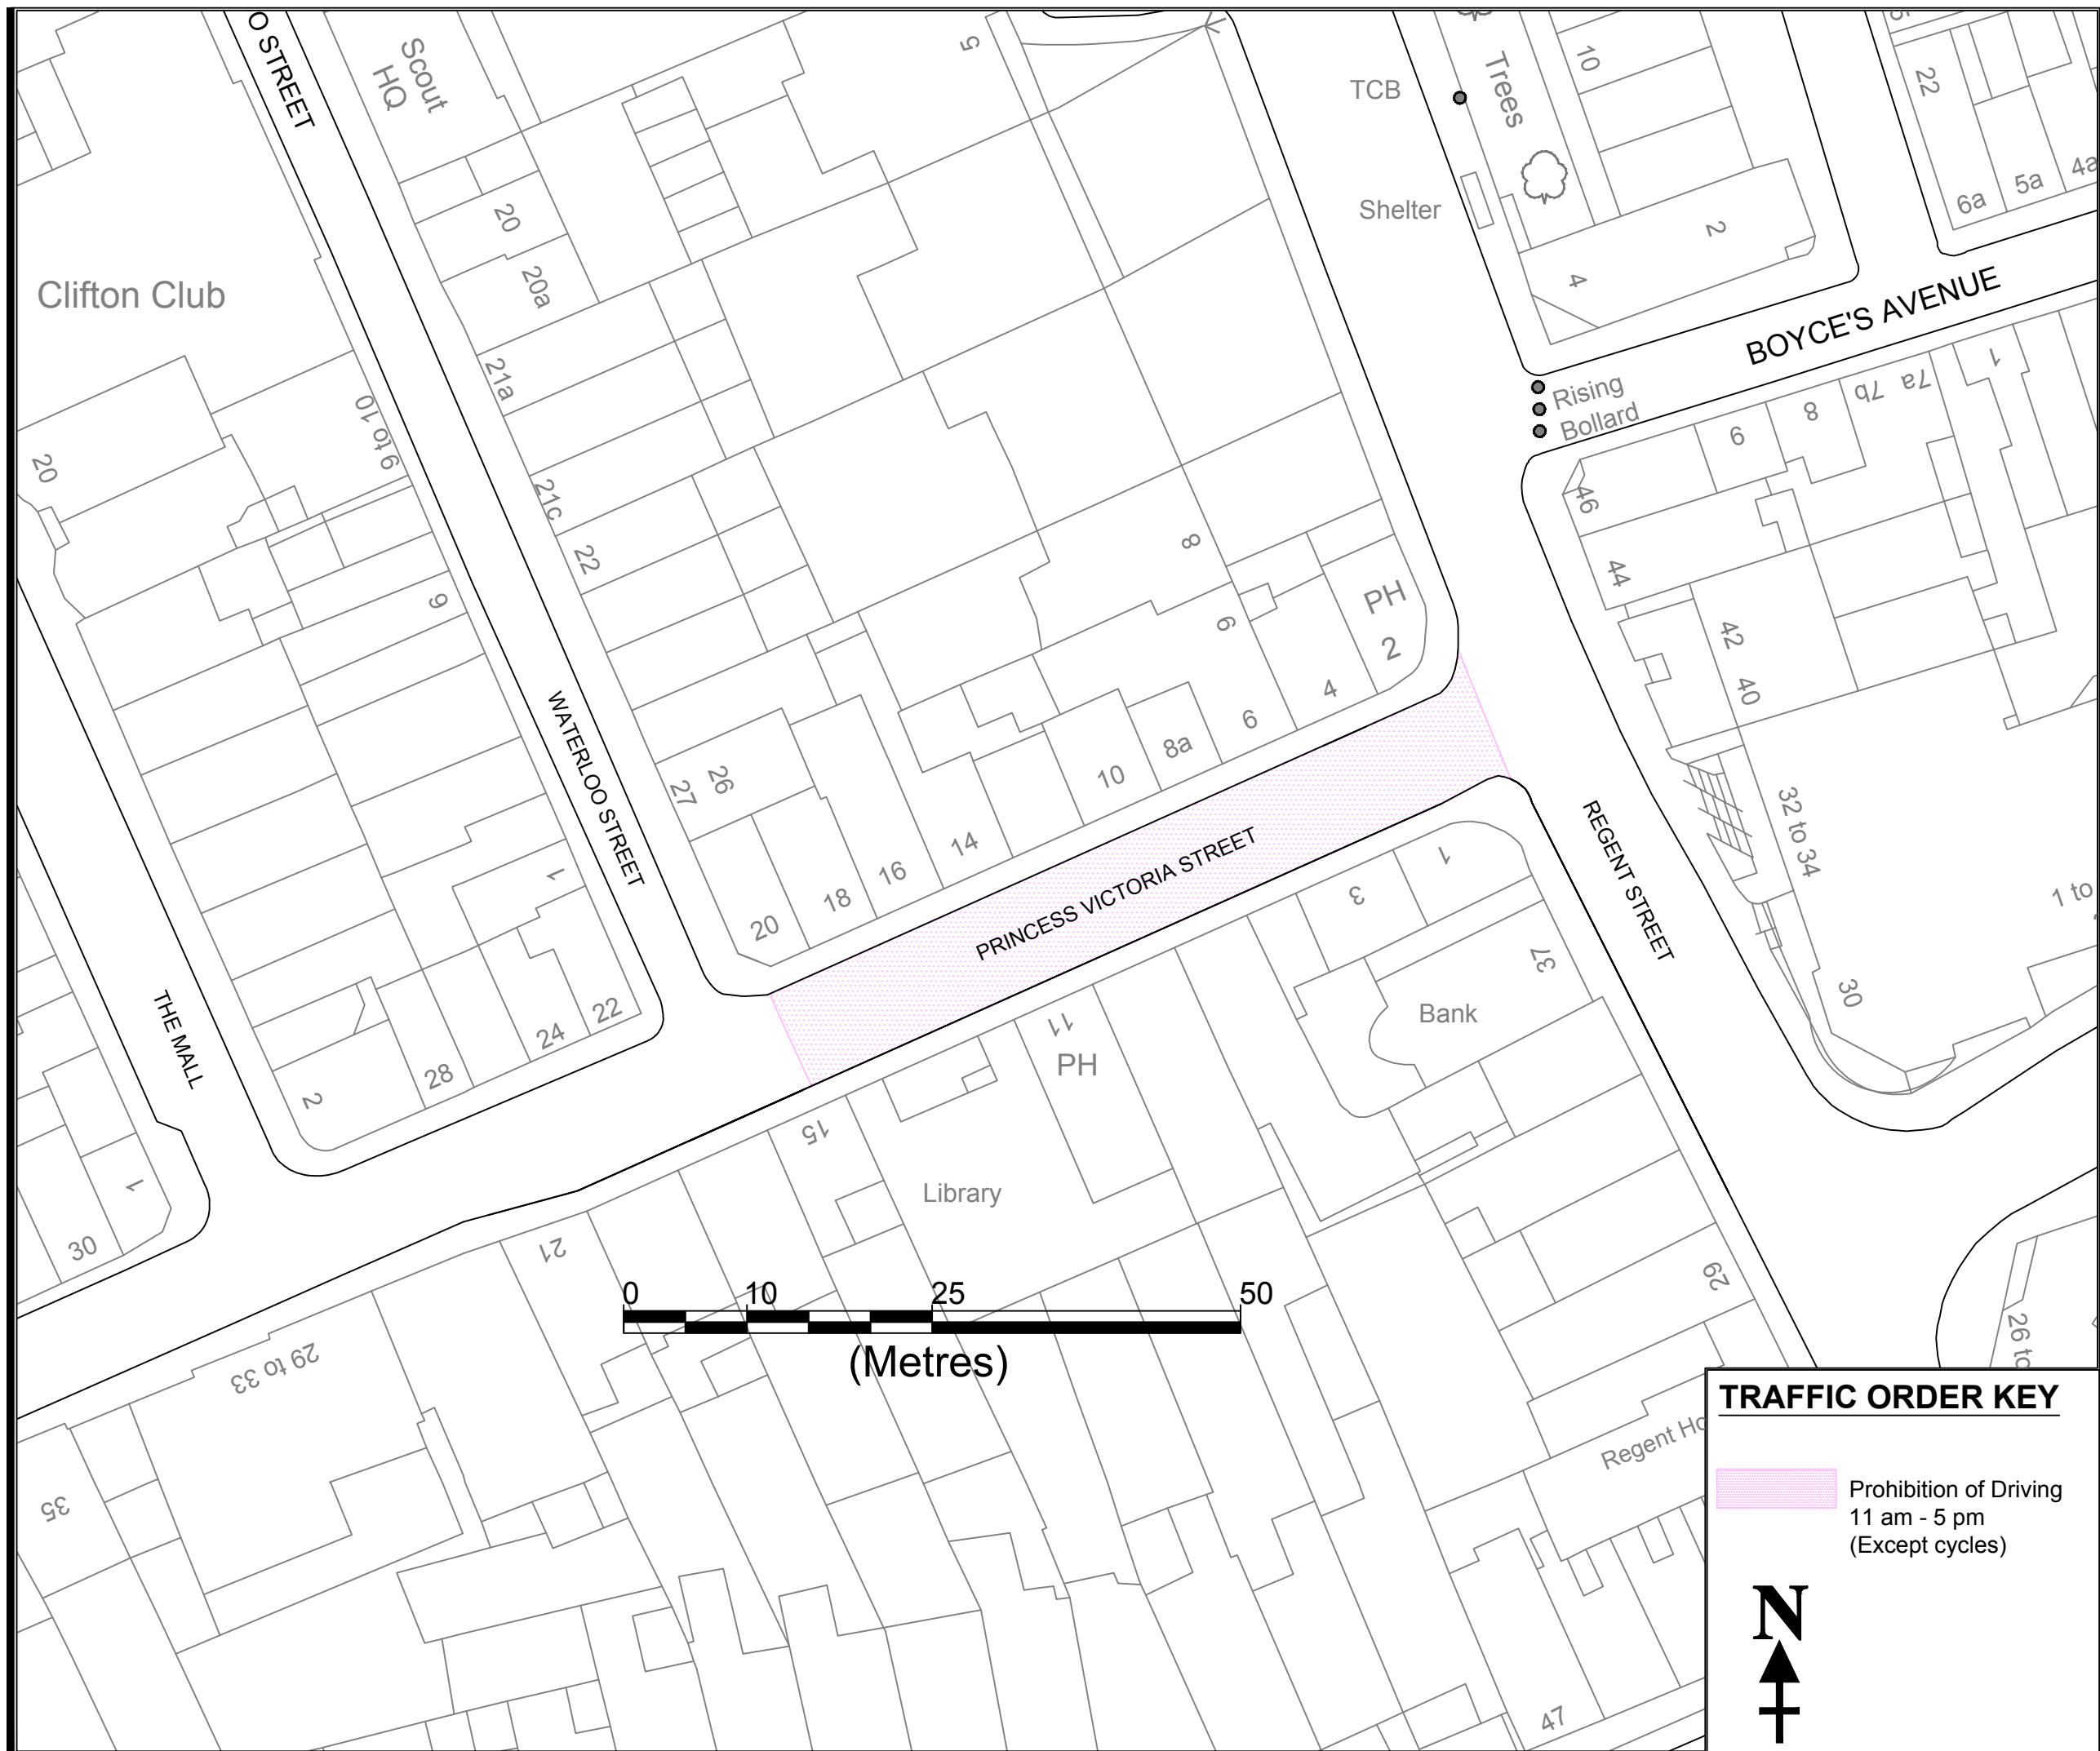 O STREET
Scout
HQ
5
TCB
Trees
10
5
22
6a
5a
4a
Shelter
2
4
20
20a
Clifton Club
BOYCE'S AVENUE
21a
Rising
Bollard
1
7a
7b
8
9
9 to 10
20
21c
46
22
8
44
PH
2
9
6
42
40
4
6
8a
10
WATERLOO STREET
26
27
14
16
18
20
PRINCESS VICTORIA STREET
REGENT STREET
32 to 34
1 to
1
3
1
37
30
Bank
THE MALL
22
24
28
2
11
PH
15
Library
1
30
21
29
0 10 25 50
(Metres)
26 to
29 to 33
35
Regent Ho
47
TRAFFIC ORDER KEY
Prohibition of Driving
11 am - 5 pm
(Except cycles)
N